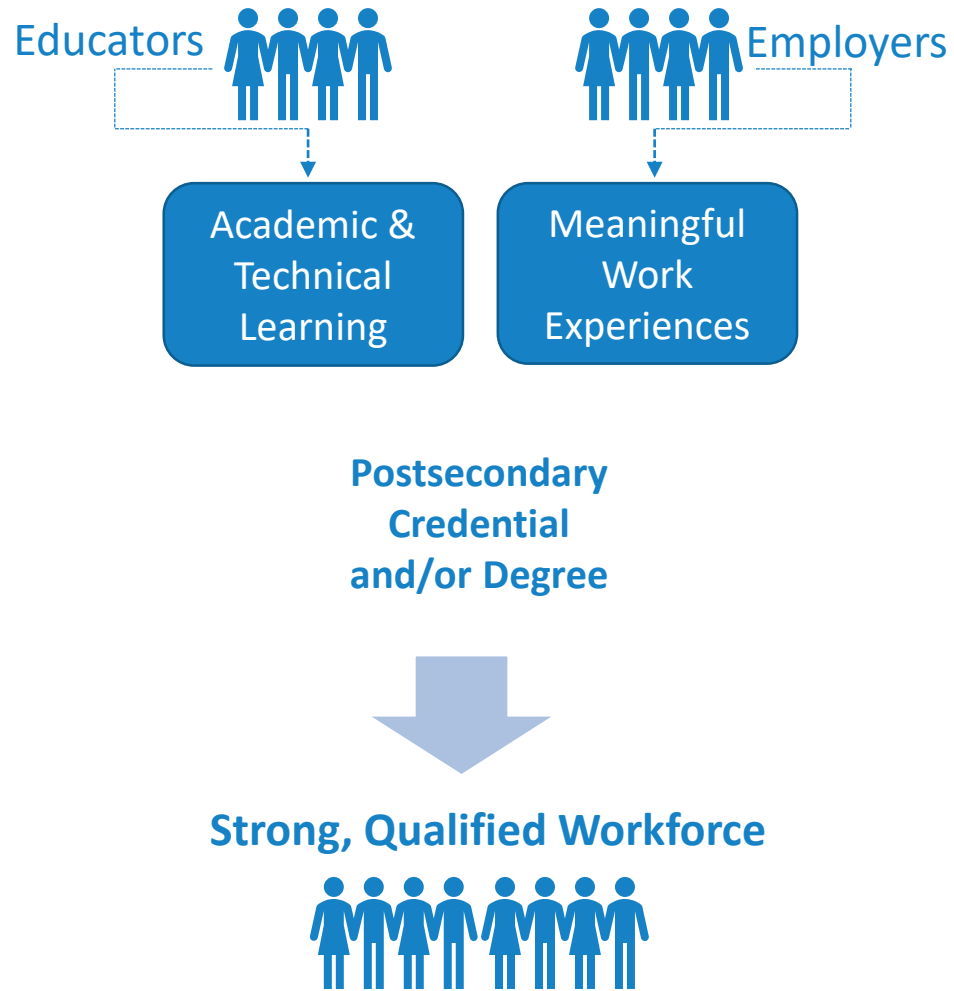 Educators
Employers
Academic &
Technical
Learning
Meaningful
Work
Experiences
Postsecondary
Credential
and/or Degree
Strong, Qualified Workforce